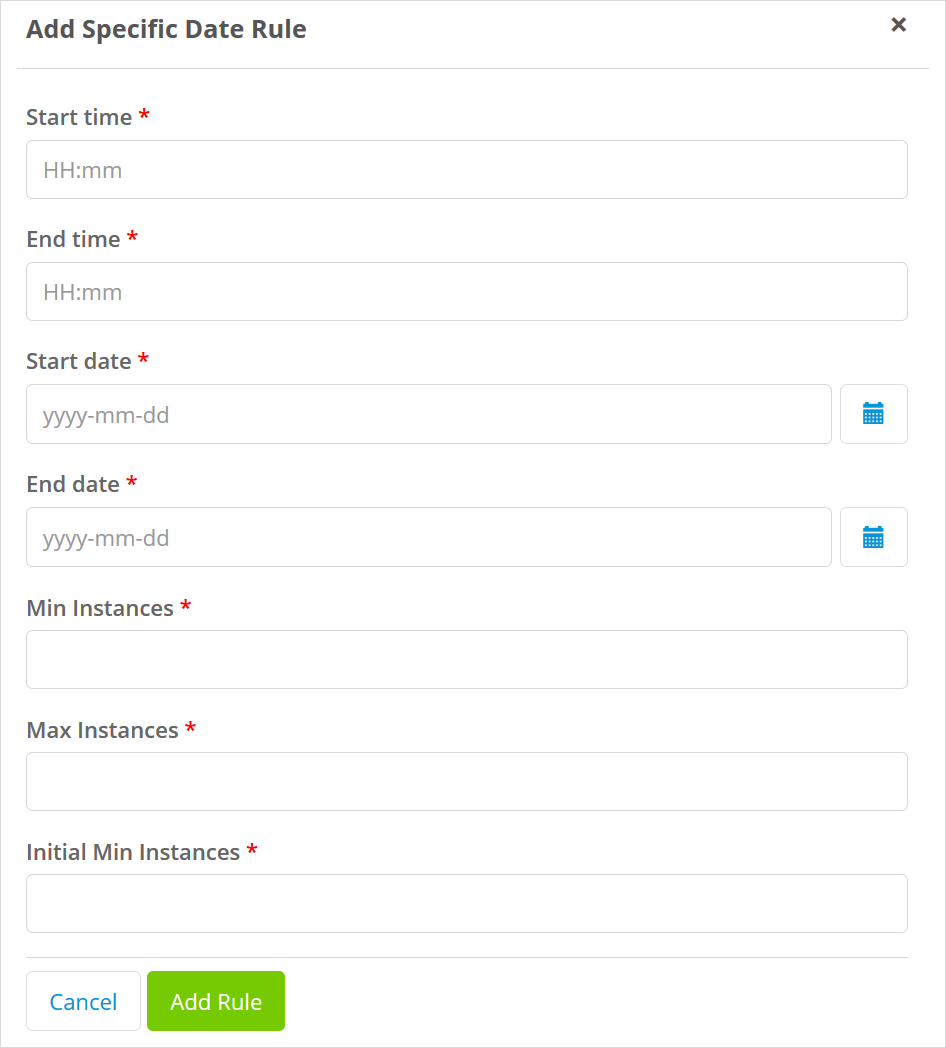 Add Specific Date Rule
Start time *
HH:mm
End time *
HH:mm
Start date *
yyyy-mm-dd
End date *
yyyy-mm-dd
Min Instances *
Max Instances *
Initial Min Instances *
Cancel Add Rule